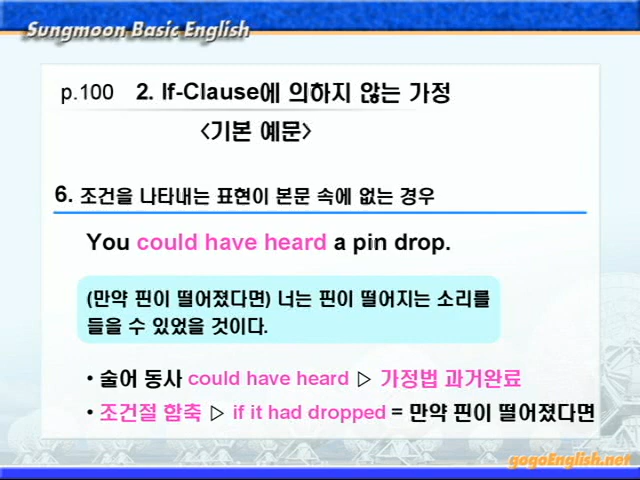 Sungmoon Basic English
p.100 2. If-Clause에 의하지 않는 가정
<기본 예문>
6. 조건을 나타내는 표현이 본문 속에 없는 경우
You could have heard a pin drop.
(만약 핀이 떨어졌다면) 너는 핀이 떨어지는 소리를
들을 수 있었을 것이다.
• 술어 동사 could have heard ▷ 가정법 과거완료
• 조건절 함축 ▷ if it had dropped = 만약 핀이 떨어졌다면
gogoEnglish.net